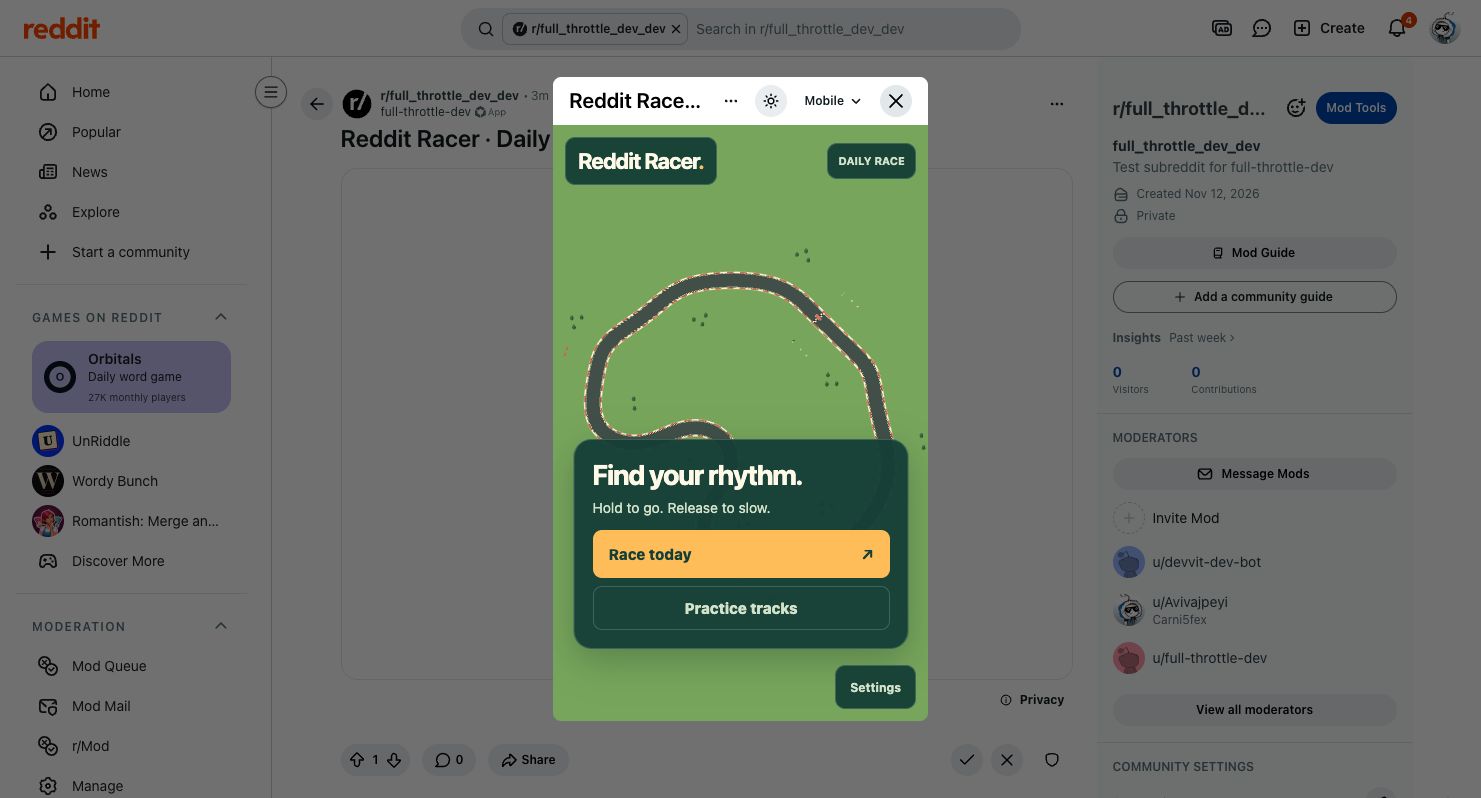 reddit
r/full_throttle_dev_dev
Search in r/full_throttle_dev_dev
AD
Create
4
Home
Popular
News
Explore
Start a community
GAMES ON REDDIT
Orbitals
Daily word game
27K monthly players
UnRiddle
Wordy Bunch
Romantish: Merge an...
Discover More
MODERATION
Mod Queue
Mod Mail
r/Mod
Manage
r/full_throttle_dev_dev • 3m
full-throttle-dev App
Reddit Racer · Daily
Reddit Race...
Mobile
Reddit Racer.
DAILY RACE
Find your rhythm.
Hold to go. Release to slow.
Race today
Practice tracks
Settings
Privacy
1
0
Share
r/full_throttle_d...
Mod Tools
full_throttle_dev_dev
Test subreddit for full-throttle-dev
Created Nov 12, 2026
Private
Mod Guide
Add a community guide
Insights Past week
0
0
Visitors
Contributions
MODERATORS
Message Mods
Invite Mod
u/devvit-dev-bot
u/Avivajpeyi
Carni5fex
u/full-throttle-dev
View all moderators
COMMUNITY SETTINGS